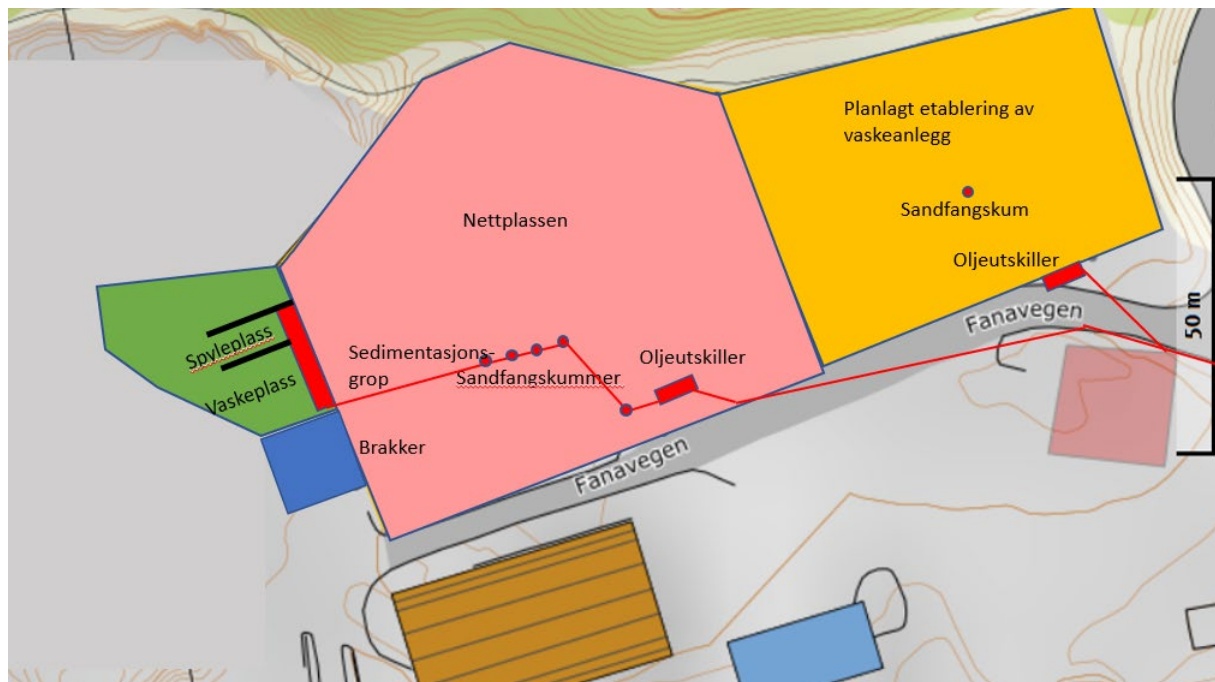 Planlagt etablering av
vaskeanlegg
Sandfangskum
Nettplassen
Oljeutskiller
Fanavegen
50 m
Spyleplass
Vaskeplass
Sedimentasjons-
grop
Sandfangskummer
Oljeutskiller
Brakker
Fanavegen